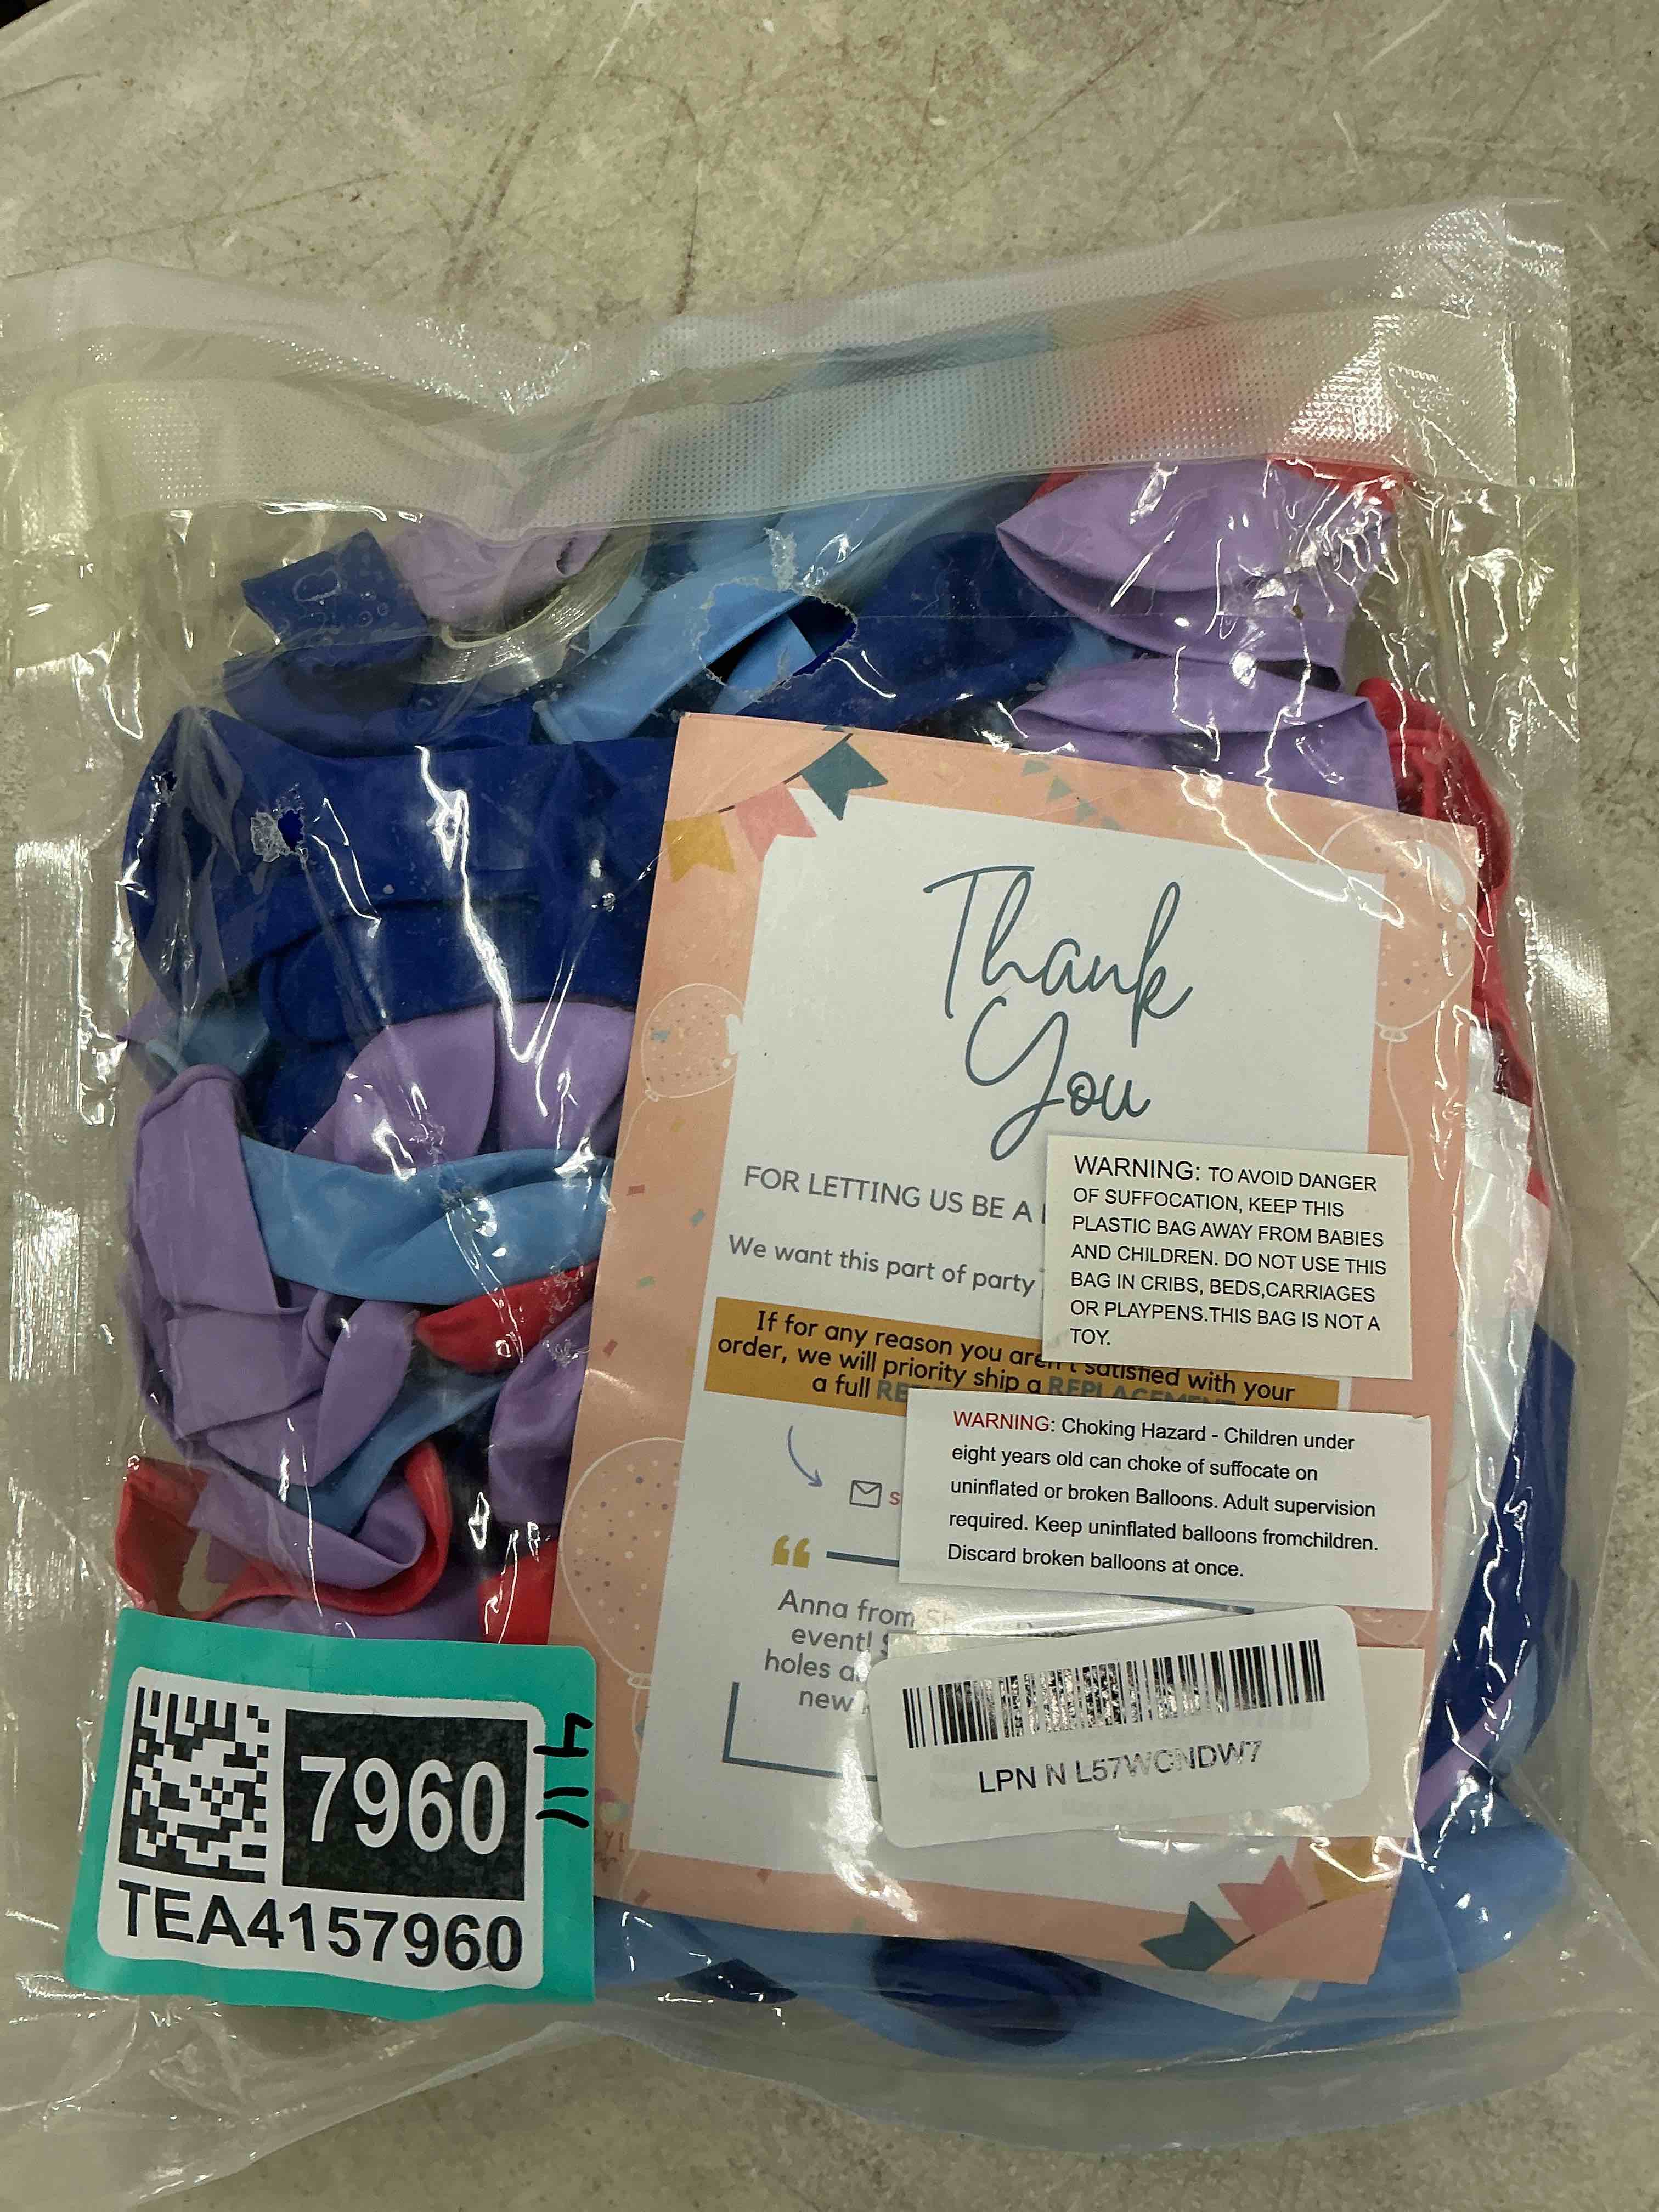 Thank
You
FOR LETTING US BE A
We want this part of party
If for any reason you aren't satisfied with your
order, we will priority ship a REPLACEMENT
a full
WARNING: TO AVOID DANGER
OF SUFFOCATION, KEEP THIS
PLASTIC BAG AWAY FROM BABIES
AND CHILDREN. DO NOT USE THIS
BAG IN CRIBS, BEDS,CARRIAGES
OR PLAYPENS.THIS BAG IS NOT A
TOY.
WARNING: Choking Hazard - Children under
eight years old can choke of suffocate on
uninflated or broken Balloons. Adult supervision
required. Keep uninflated balloons fromchildren.
Discard broken balloons at once.
“
Anna from
event!
holes
new
LPN N L57WCNDW7
7960
TEA4157960
411